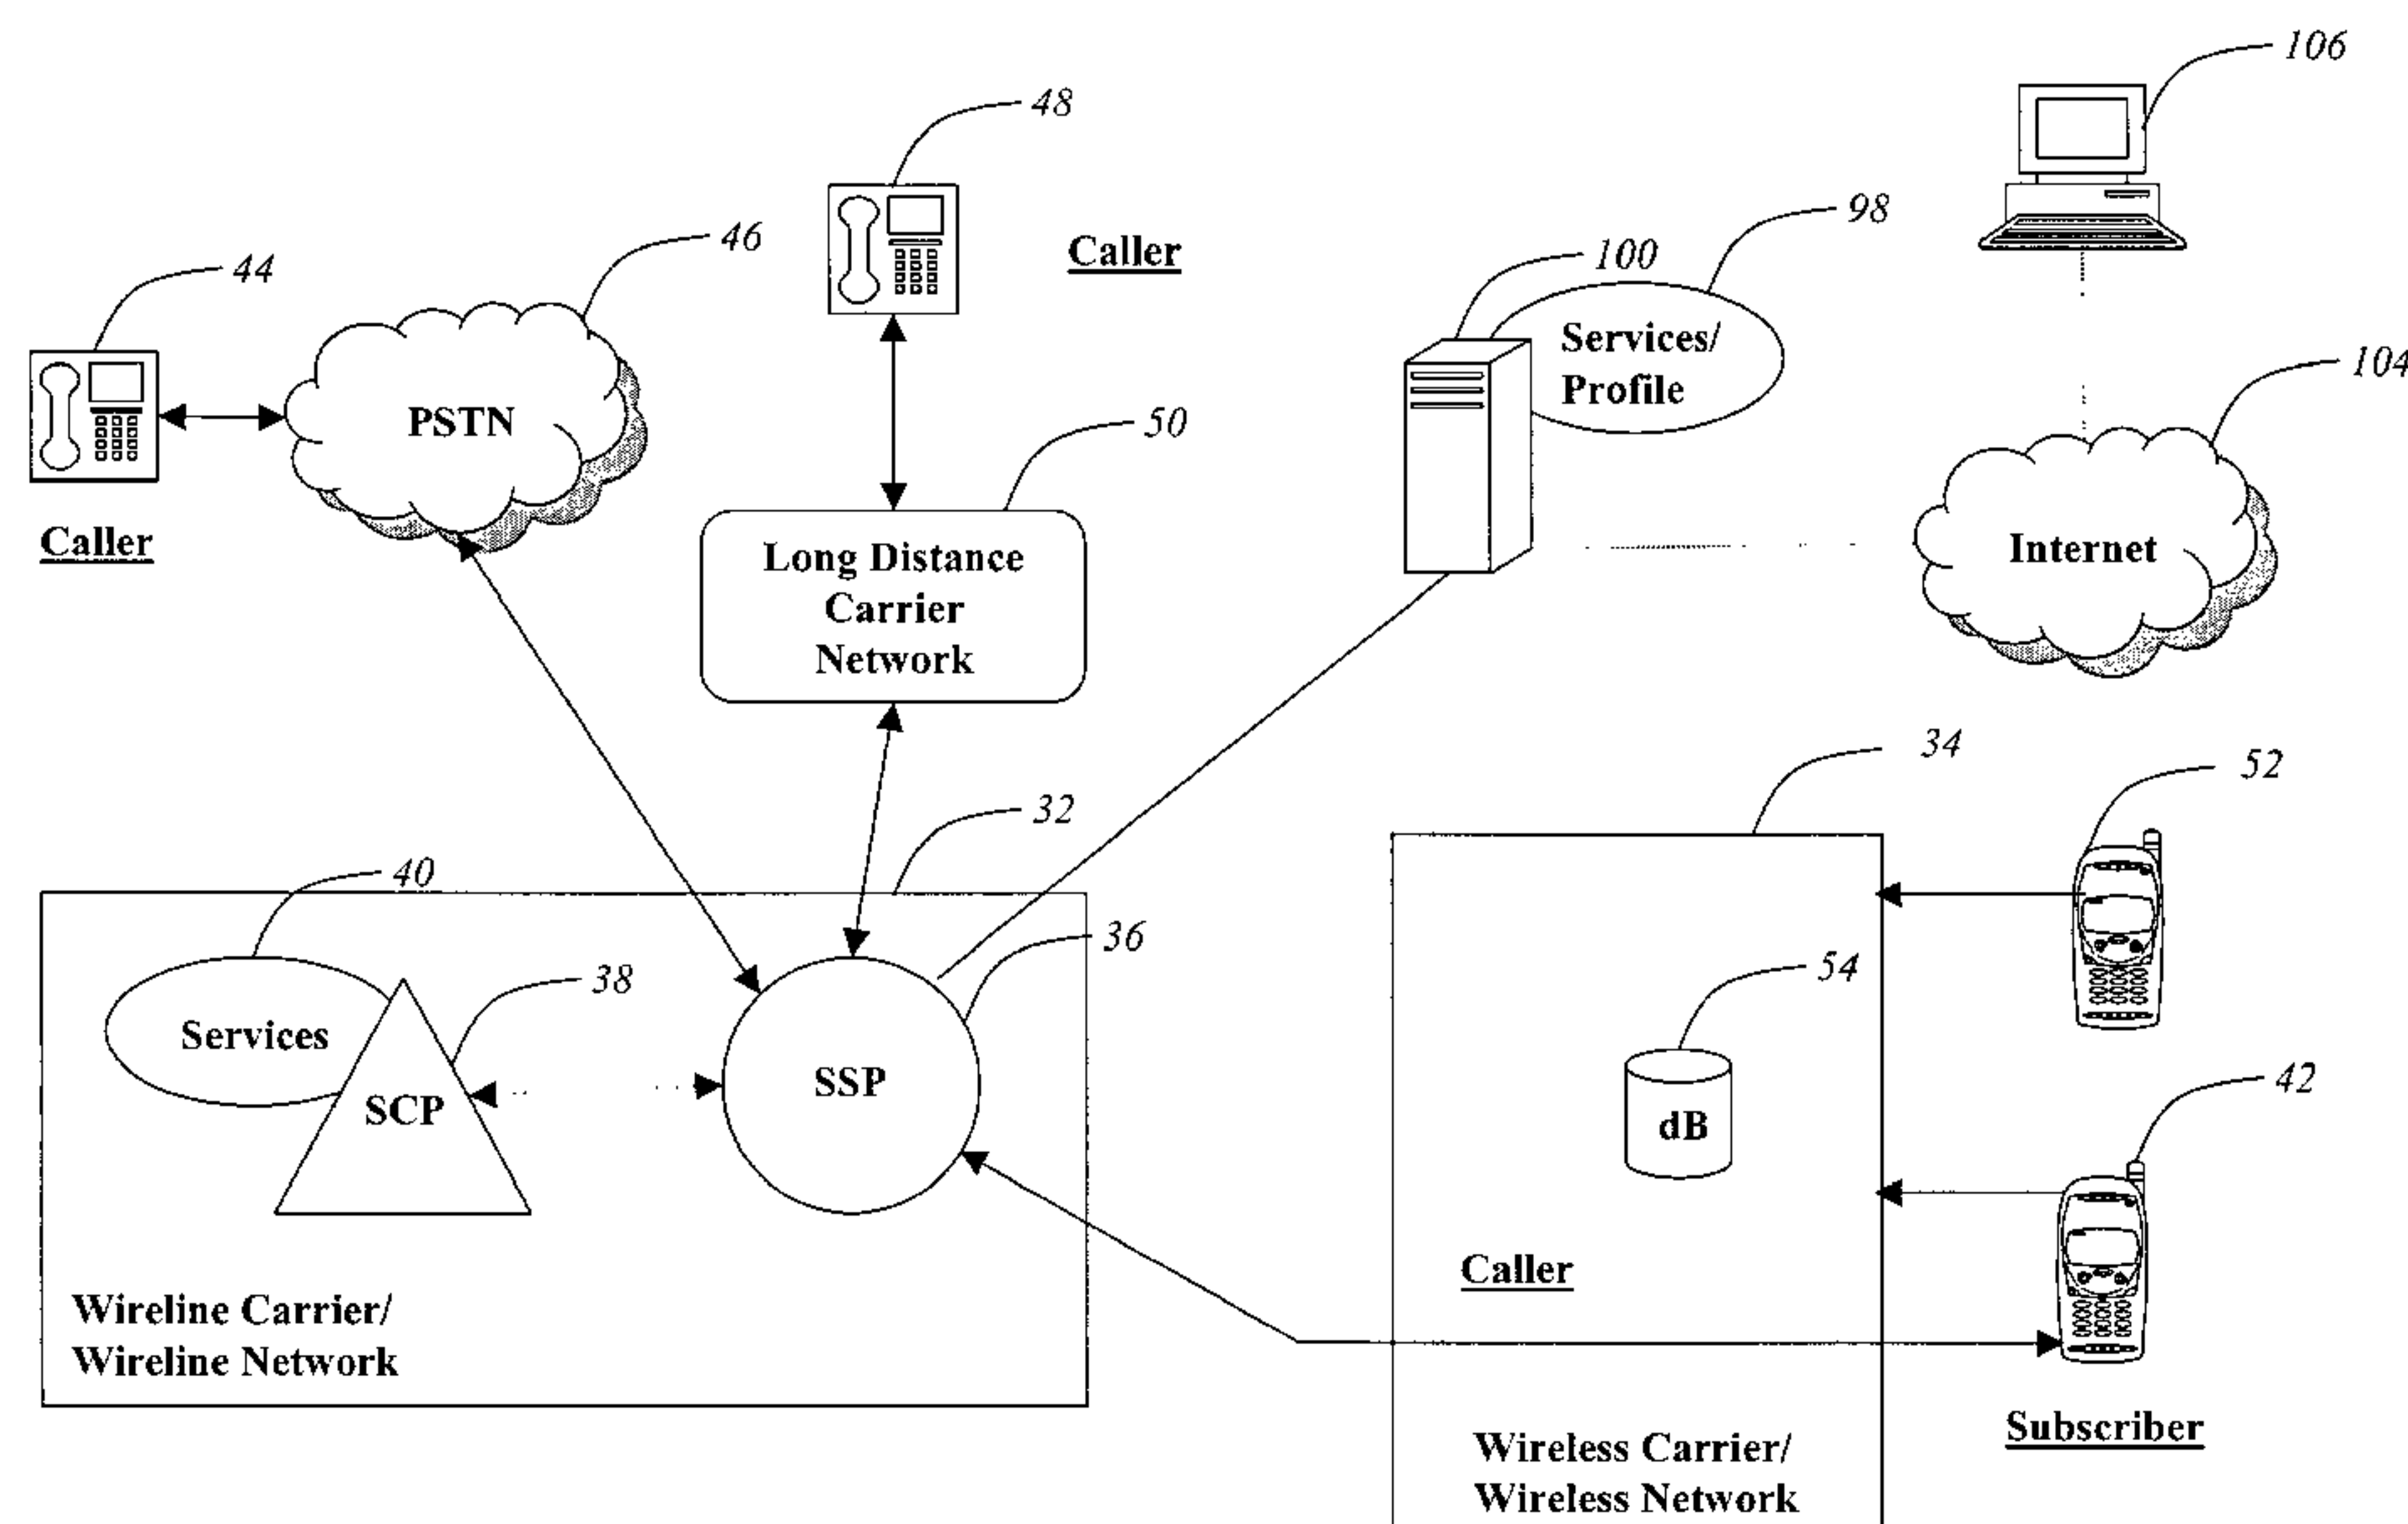 106
48
98
46
Caller
100
44
Services/
Profile
104
PSTN
50
Caller
Long Distance
Carrier
Network
Internet
34
52
32
40
36
38
54
Services
SSP
SCP
dB
42
Caller
Wireline Carrier/
Wireline Network
Subscriber
Wireless Carrier/
Wireless Network